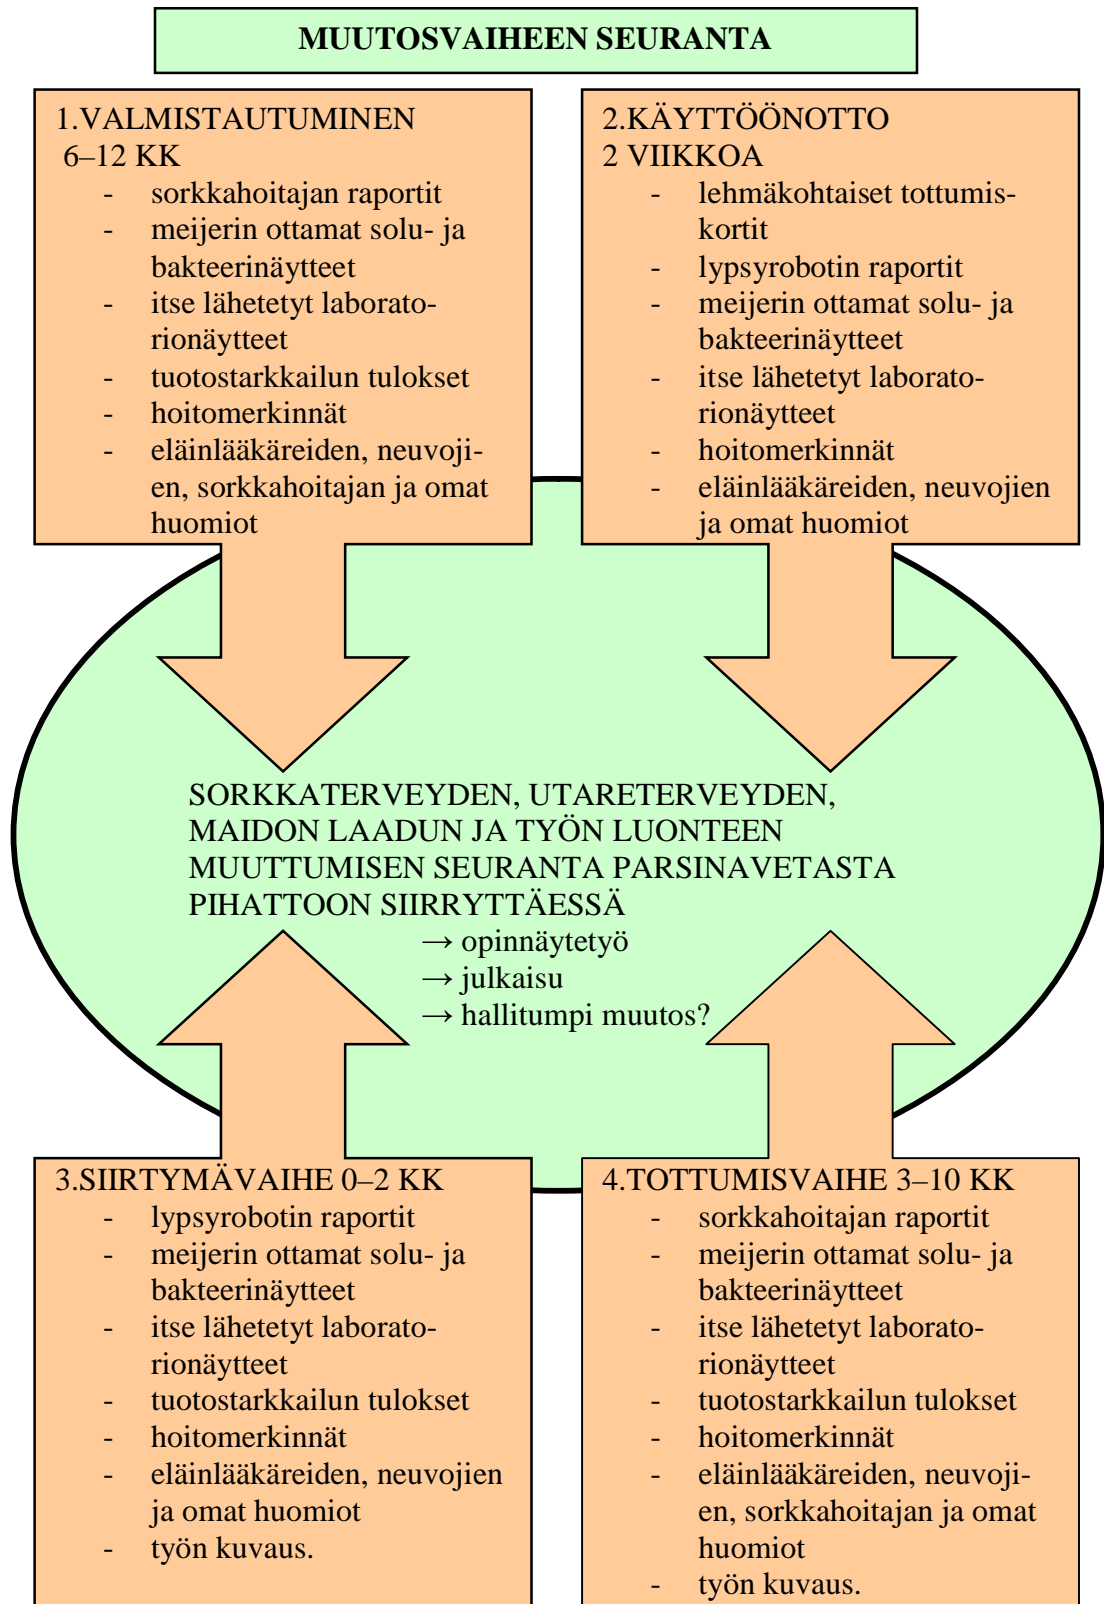 MUUTOSVAIHEEN SEURANTA
1.VALMISTAUTUMINEN
6–12 KK
- sorkkahoitajan raportit
- meijerin ottamat solu- ja
bakteerinäytteet
- itse lähetetyt laborato-
rionäytteet
- tuotostarkkailun tulokset
- hoitomerkinnät
- eläinlääkäreiden, neuvoji-
en, sorkkahoitajan ja omat
huomiot
2.KÄYTTÖÖNOTTO
2 VIIKKOA
- lehmäkohtaiset tottumis-
kortit
- lypsyrobotin raportit
- meijerin ottamat solu- ja
bakteerinäytteet
- itse lähetetyt laborato-
rionäytteet
- hoitomerkinnät
- eläinlääkäreiden, neuvojien
ja omat huomiot
SORKKATERVEYDEN, UTARETERVEYDEN,
MAIDON LAADUN JA TYÖN LUONTEEN
MUUTTUMISEN SEURANTA PARSINAVETASTA
PIHATTOON SIIRRYTTÄESSÄ
→ opinnäytetyö
→ julkaisu
→ hallitumpi muutos?
3.SIIRTYMÄVAIHE 0–2 KK
- lypsyrobotin raportit
- meijerin ottamat solu- ja
bakteerinäytteet
- itse lähetetyt laborato-
rionäytteet
- tuotostarkkailun tulokset
- hoitomerkinnät
- eläinlääkäreiden, neuvojien
ja omat huomiot
- työn kuvaus.
4.TOTTUMISVAIHE 3–10 KK
- sorkkahoitajan raportit
- meijerin ottamat solu- ja
bakteerinäytteet
- itse lähetetyt laborato-
rionäytteet
- tuotostarkkailun tulokset
- hoitomerkinnät
- eläinlääkäreiden, neuvoji-
en, sorkkahoitajan ja omat
huomiot
- työn kuvaus.